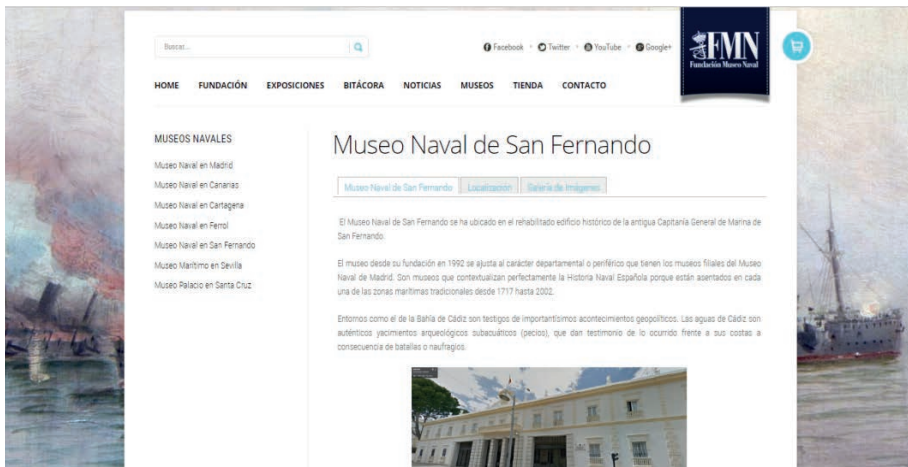 Buscar...
Facebook Twitter YouTube Google+
FMN
Fundación Museo Naval
HOME FUNDACIÓN EXPOSICIONES BITÁCORA NOTICIAS MUSEOS TIENDA CONTACTO
MUSEOS NAVALES
Museo Naval en Madrid
Museo Naval en Canarias
Museo Naval en Cartagena
Museo Naval en Ferrol
Museo Naval en San Fernando
Museo Marítimo en Sevilla
Museo Palacio en Santa Cruz
Museo Naval de San Fernando
Museo Naval de San Fernando Localización Galería de Imágenes
El Museo Naval de San Fernando se ha ubicado en el rehabilitado edificio histórico de la antigua Capitanía General de Marina de
San Fernando.
El museo desde su fundación en 1992 se ajusta al carácter departamental o periférico que tienen los museos filiales del Museo
Naval de Madrid. Son museos que contextualizan perfectamente la Historia Naval Española porque están asentados en cada
una de las zonas marítimas tradicionales desde 1717 hasta 2002.
Entornos como el de la Bahía de Cádiz son testigos de importantísimos acontecimientos geopolíticos. Las aguas de Cádiz son
auténticos yacimientos arqueológicos subacuáticos (pecios), que dan testimonio de lo ocurrido frente a sus costas a
consecuencia de batallas o naufragios.